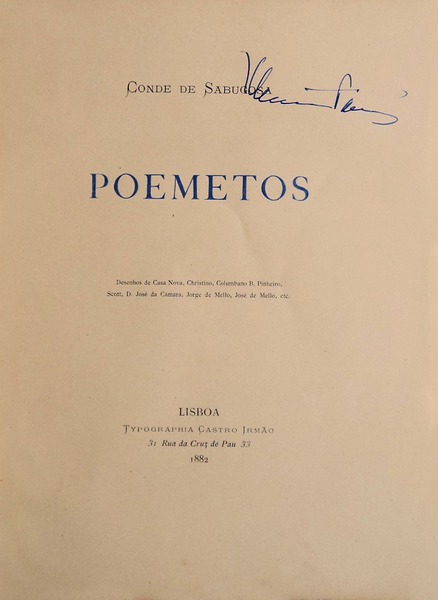 CONDE DE SABUGOSA
POEMETOS
Desenhos de Casa Nova, Christino, Columbano B. Pinheiro,
Scott, D. José da Camara, Jorge de Mello, José de Mello, etc.
LISBOA
TYPOGRAPHIA CASTRO IRMÃO
31 Rua da Cruz de Pau 33
1882